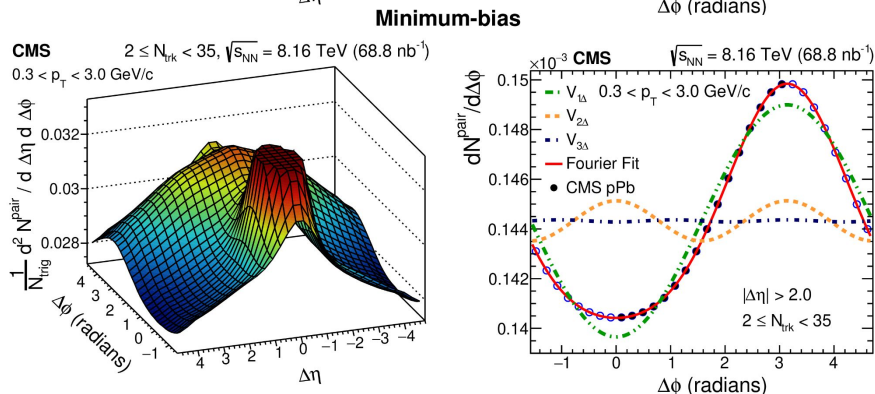 Δη
Δϕ (radians)
Minimum-bias
CMS 2 ≤ N_trk < 35, √s_NN = 8.16 TeV (68.8 nb⁻¹)
0.3 < p_T < 3.0 GeV/c
0.032
0.03
0.028
1/N_trig d² N^pair / d Δη d Δϕ
4 3 2 1 0 −1
Δϕ (radians)
4 3 2 1 0 −1 −2 −3 −4
Δη
×10⁻³ CMS √s_NN = 8.16 TeV (68.8 nb⁻¹)
0.15
0.148
0.146
0.144
0.142
0.14
dN^pair/dΔϕ
V_1Δ 0.3 < p_T < 3.0 GeV/c
V_2Δ
V_3Δ
Fourier Fit
CMS pPb
|Δη| > 2.0
2 ≤ N_trk < 35
−1 0 1 2 3 4
Δϕ (radians)